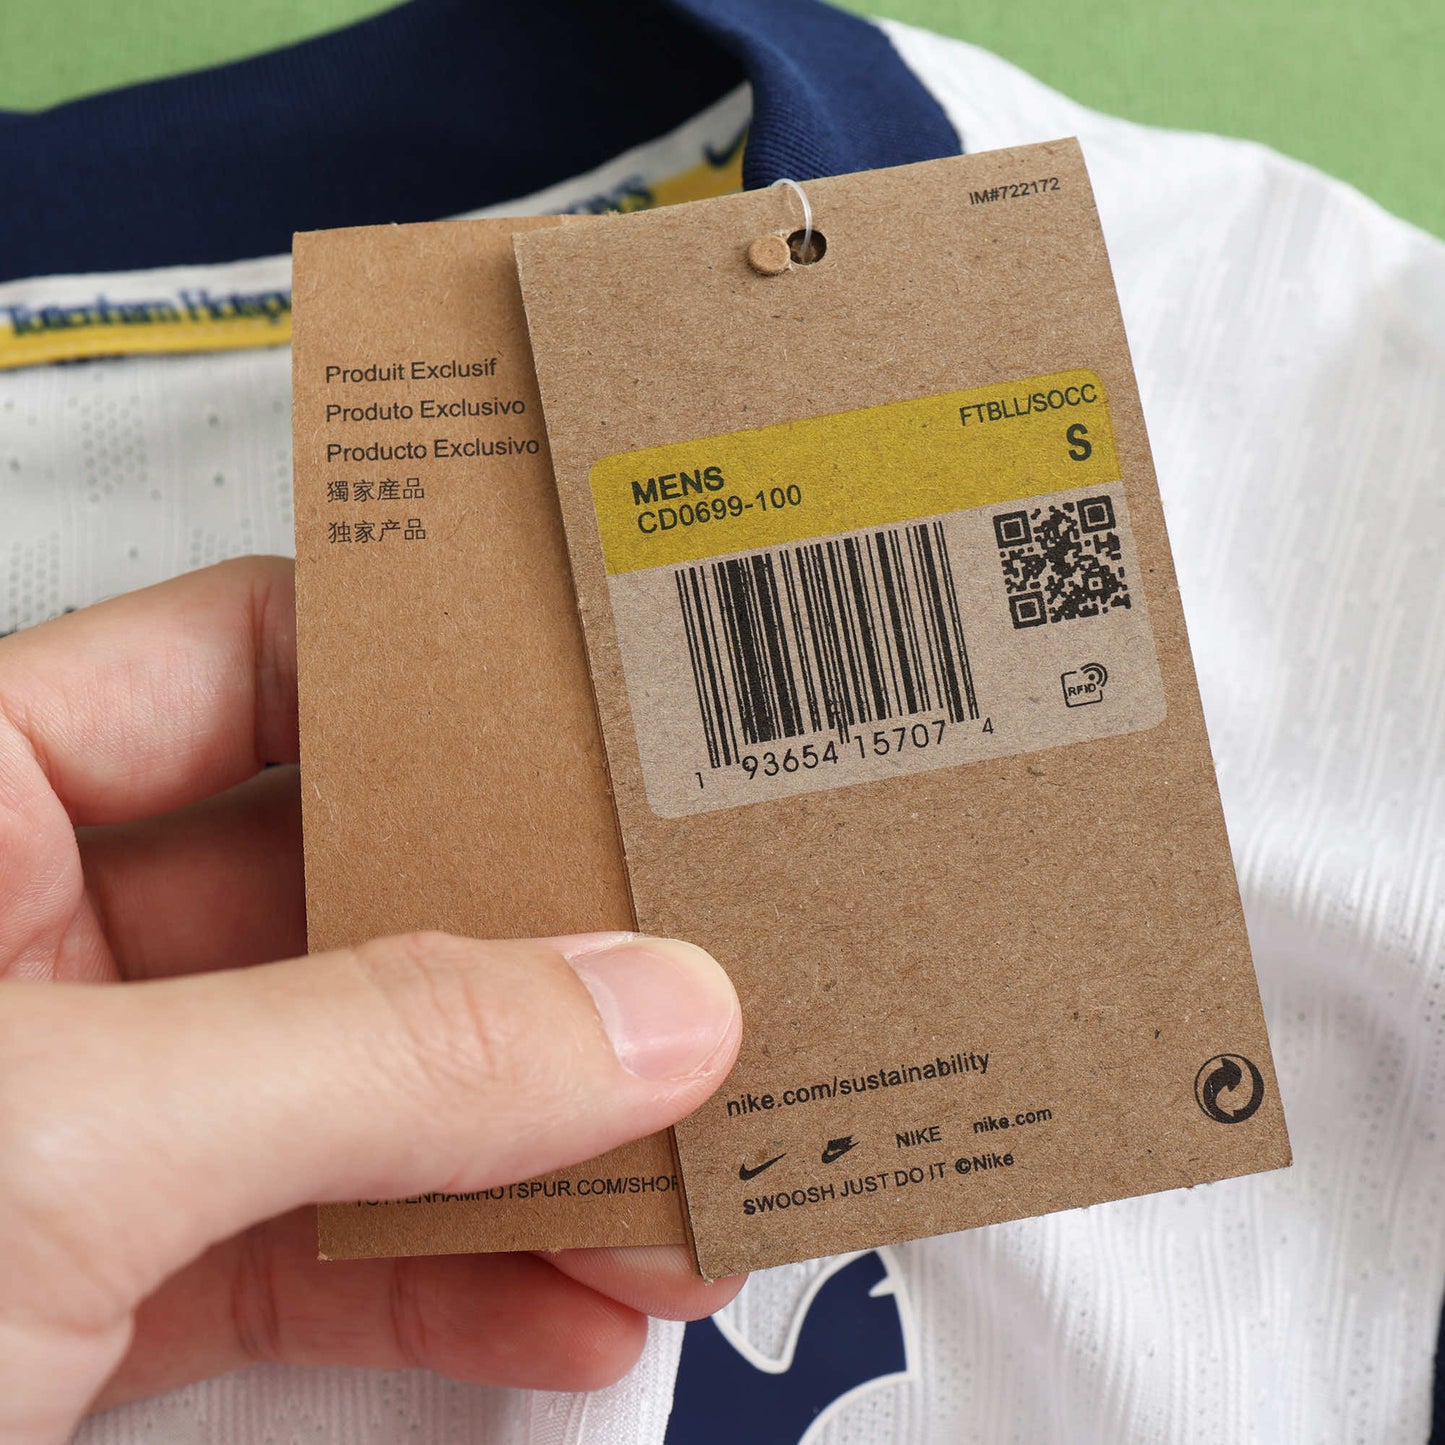 Tottenham Hotspu
Produit Exclusif
Produto Exclusivo
Producto Exclusivo
獨家産品
独家产品
TOTTENHAMHOTSPUR.COM/SHOP
IM#722172
FTBLL/SOCC
S
MENS
CD0699-100
RFID
1 93654 15707 4
nike.com/sustainability
NIKE nike.com
SWOOSH JUST DO IT ©Nike